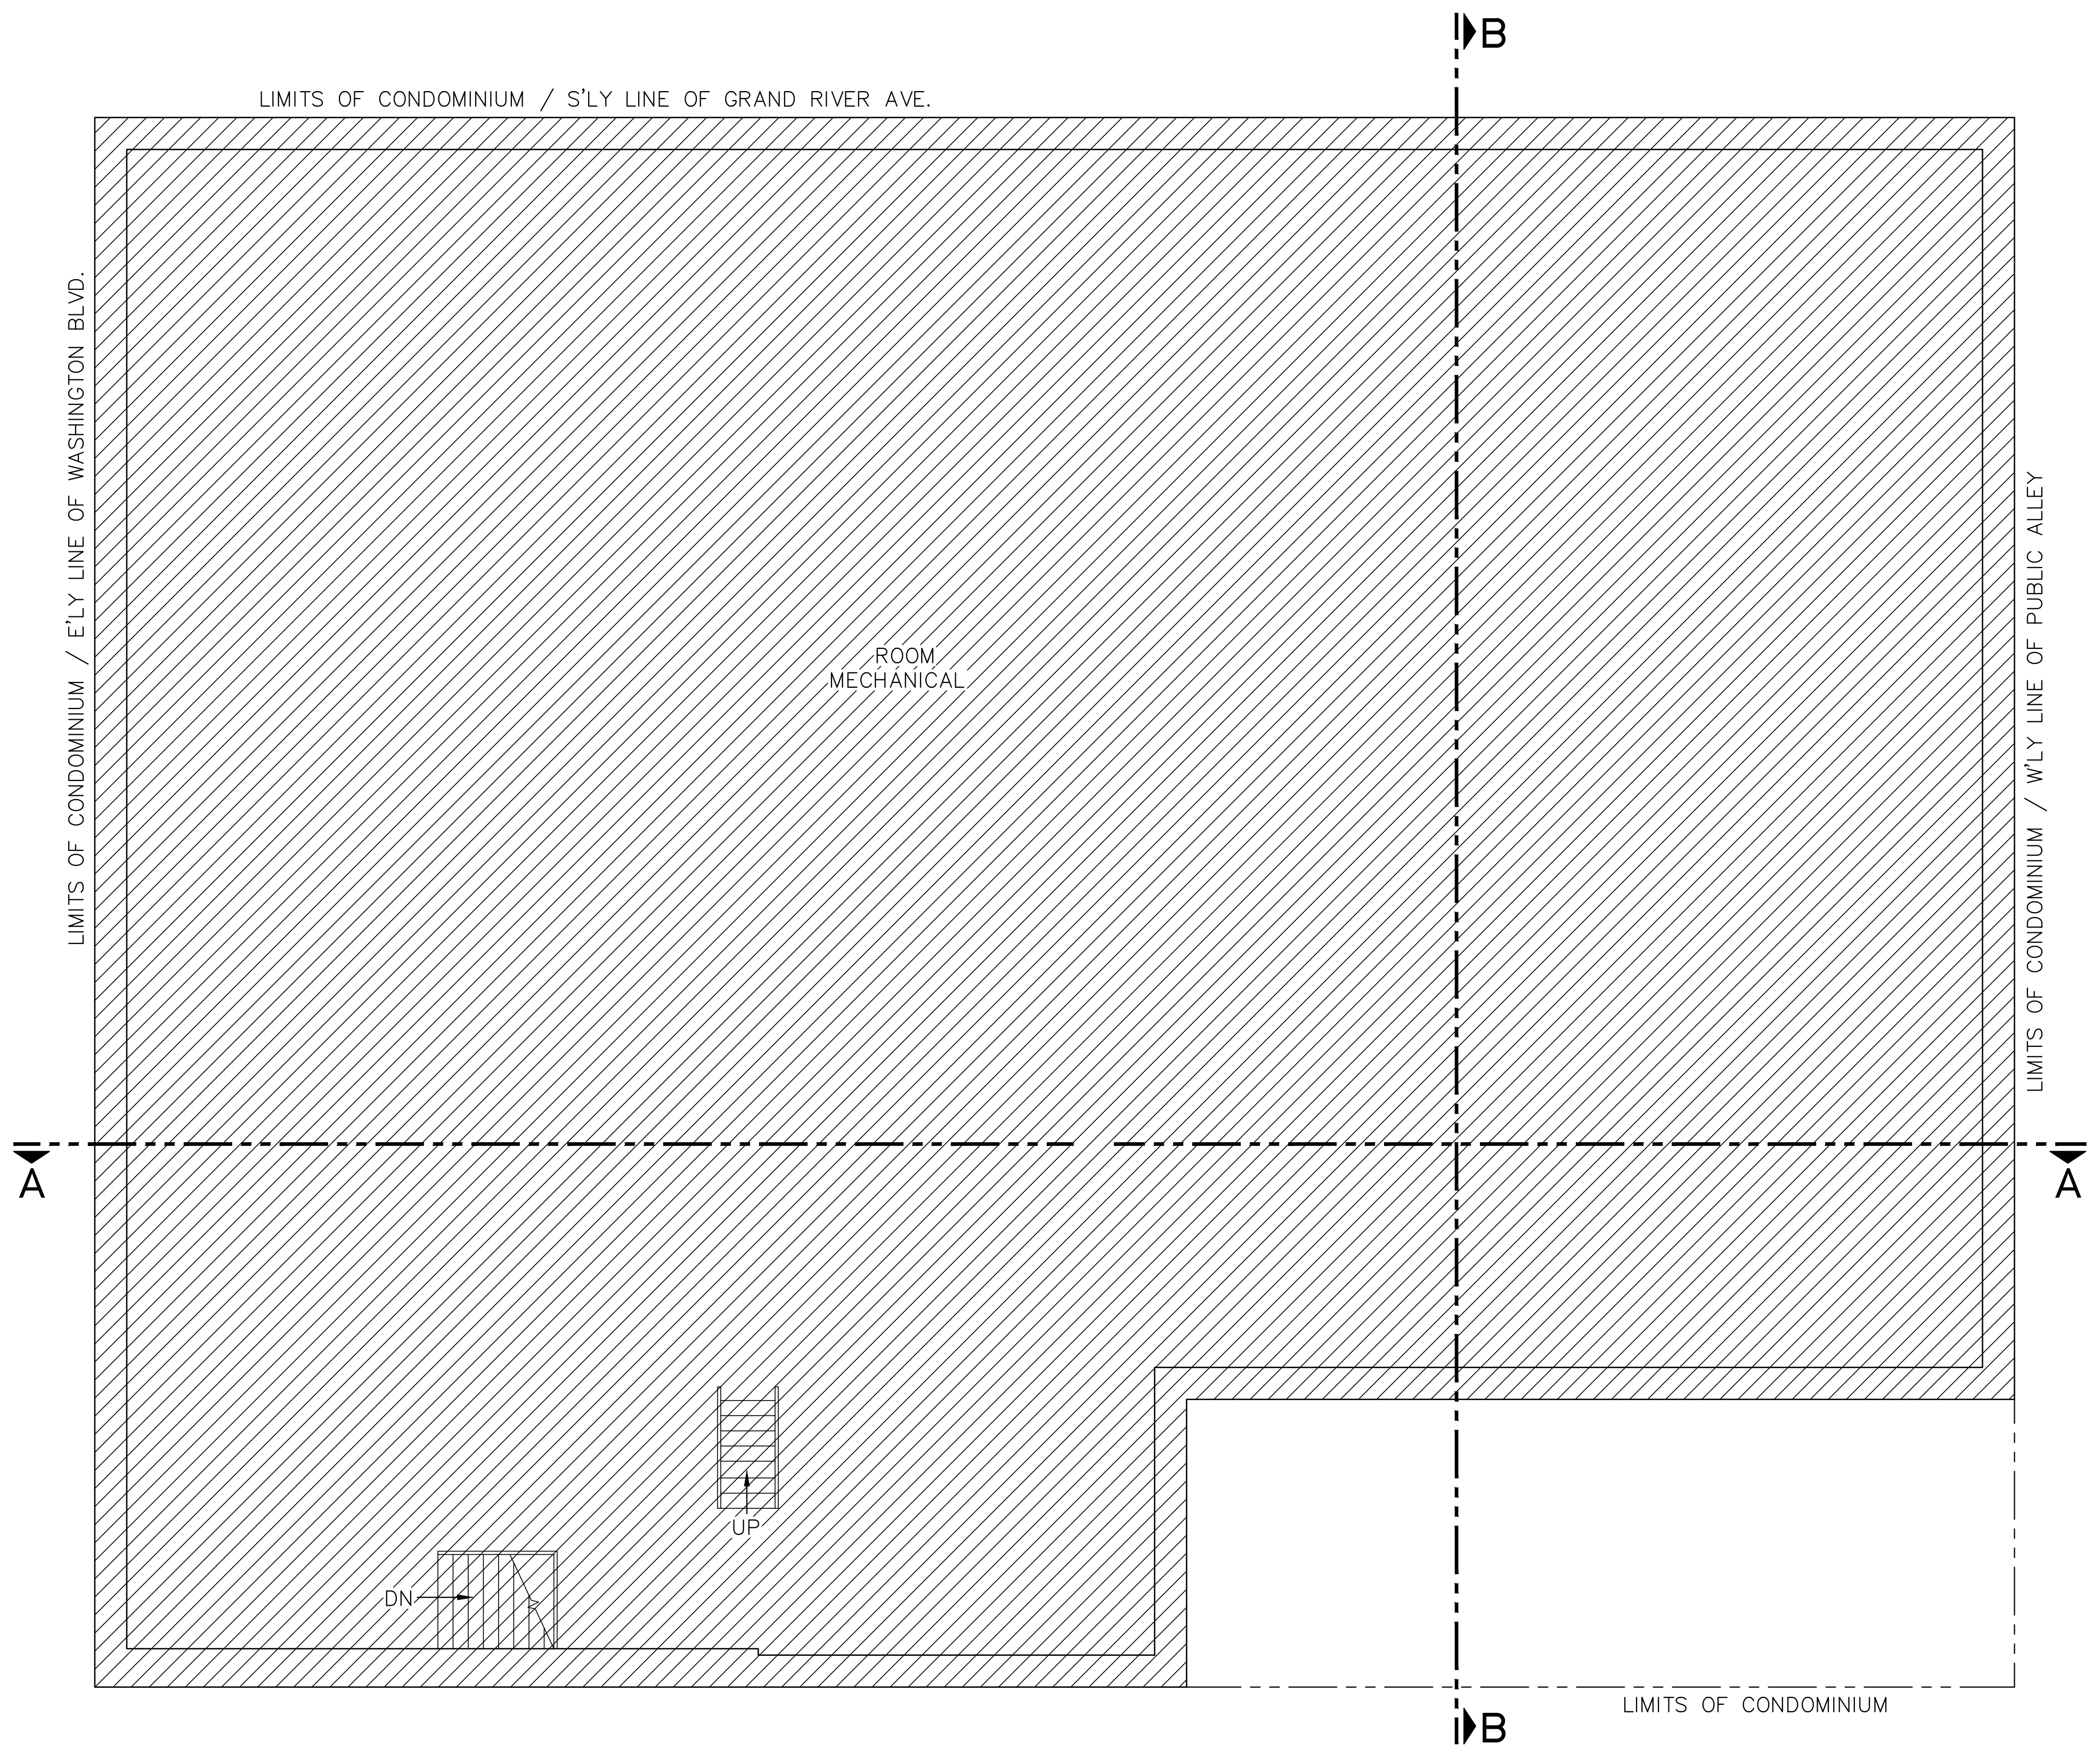 B
LIMITS OF CONDOMINIUM / S'LY LINE OF GRAND RIVER AVE.
LIMITS OF CONDOMINIUM / E'LY LINE OF WASHINGTON BLVD.
LIMITS OF CONDOMINIUM / W'LY LINE OF PUBLIC ALLEY
ROOM
MECHANICAL
A
A
UP
DN
LIMITS OF CONDOMINIUM
B